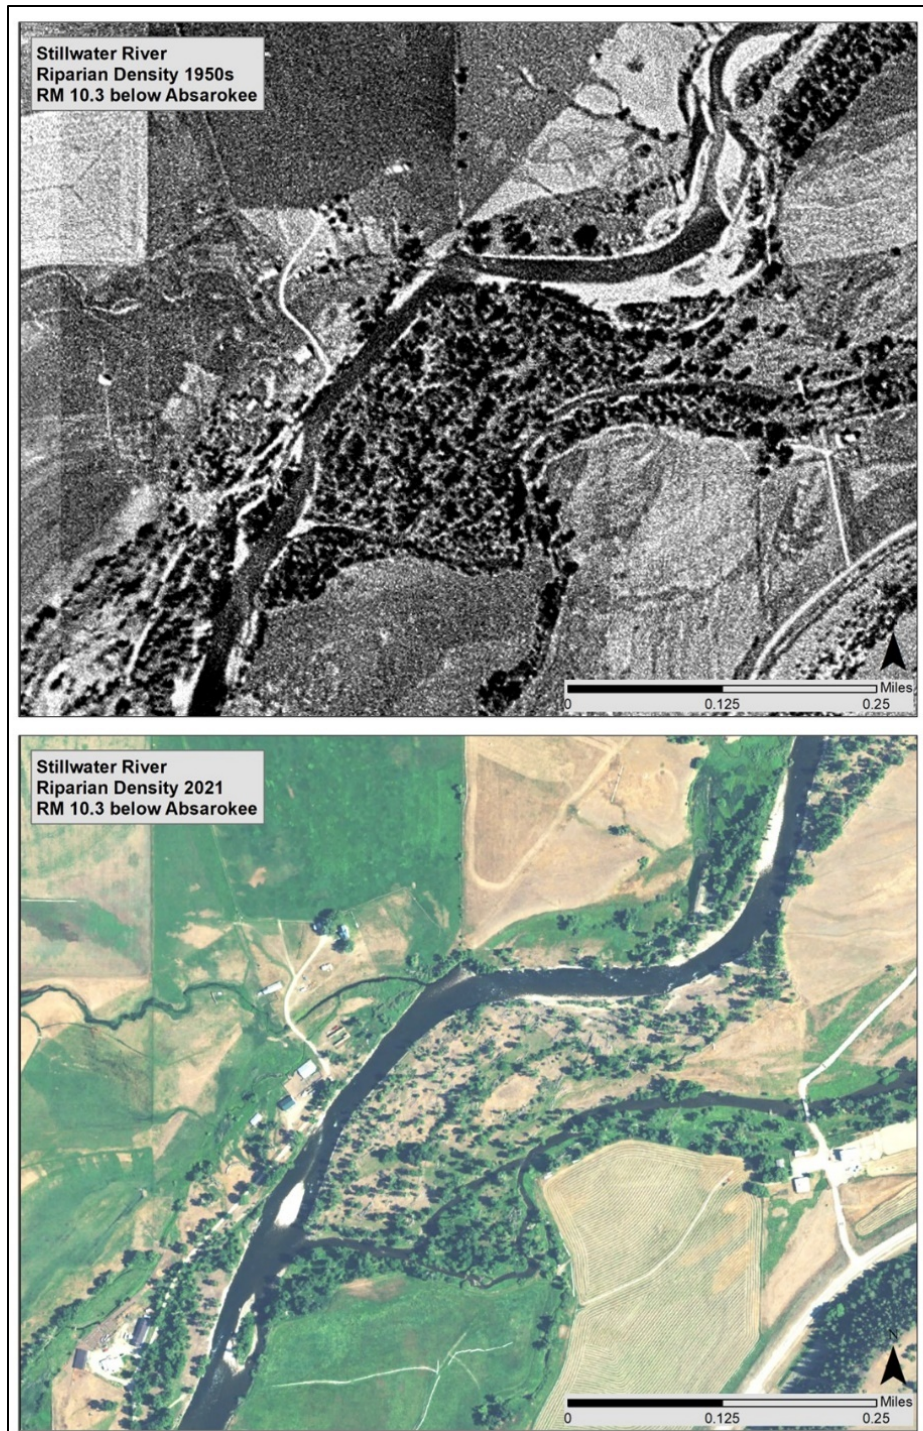 Stillwater River
Riparian Density 1950s
RM 10.3 below Absarokee
Miles
0 0.125 0.25
Stillwater River
Riparian Density 2021
RM 10.3 below Absarokee
N
Miles
0 0.125 0.25